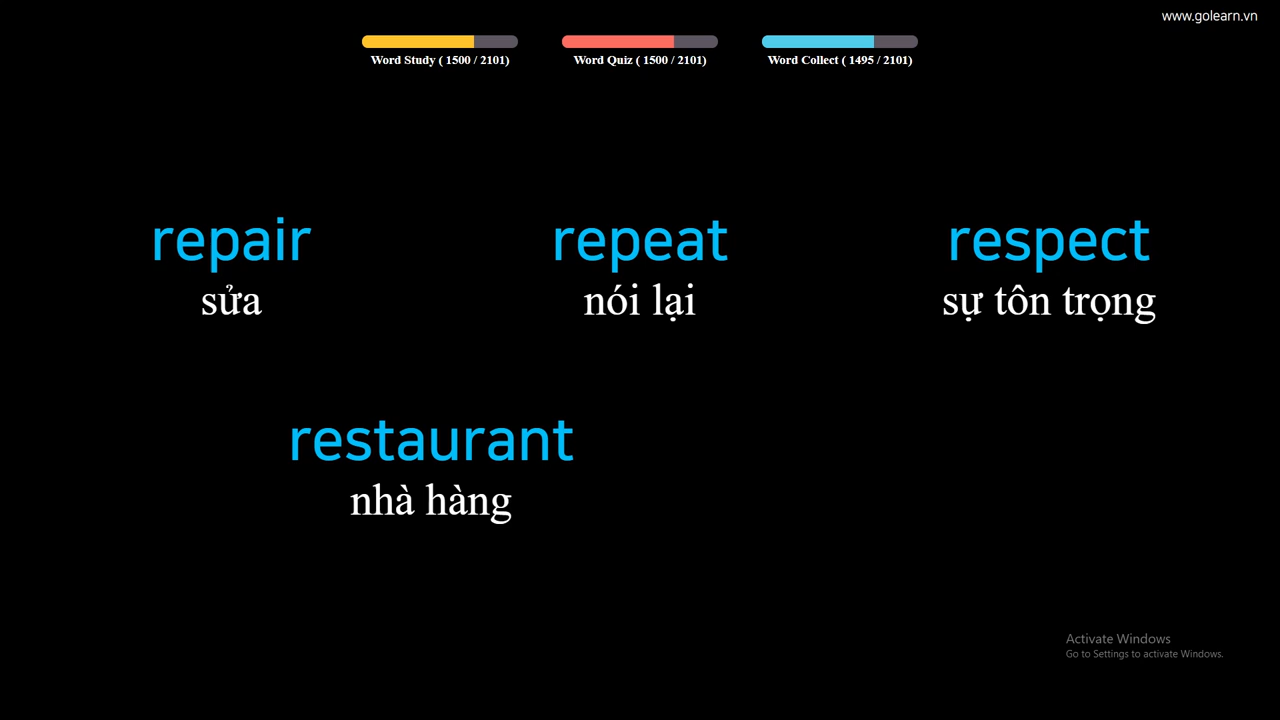 www.golearn.vn
Word Study ( 1500 / 2101) Word Quiz ( 1500 / 2101) Word Collect ( 1495 / 2101)
repair repeat respect
sửa nói lại sự tôn trọng
restaurant
nhà hàng
Activate Windows
Go to Settings to activate Windows.